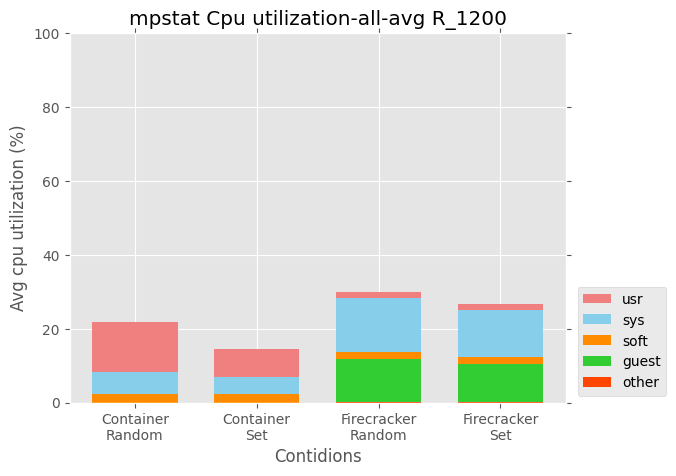 mpstat Cpu utilization-all-avg R_1200
Avg cpu utilization (%)
100
80
60
40
20
0
Container
Random
Container
Set
Firecracker
Random
Firecracker
Set
Contidions
usr
sys
soft
guest
other